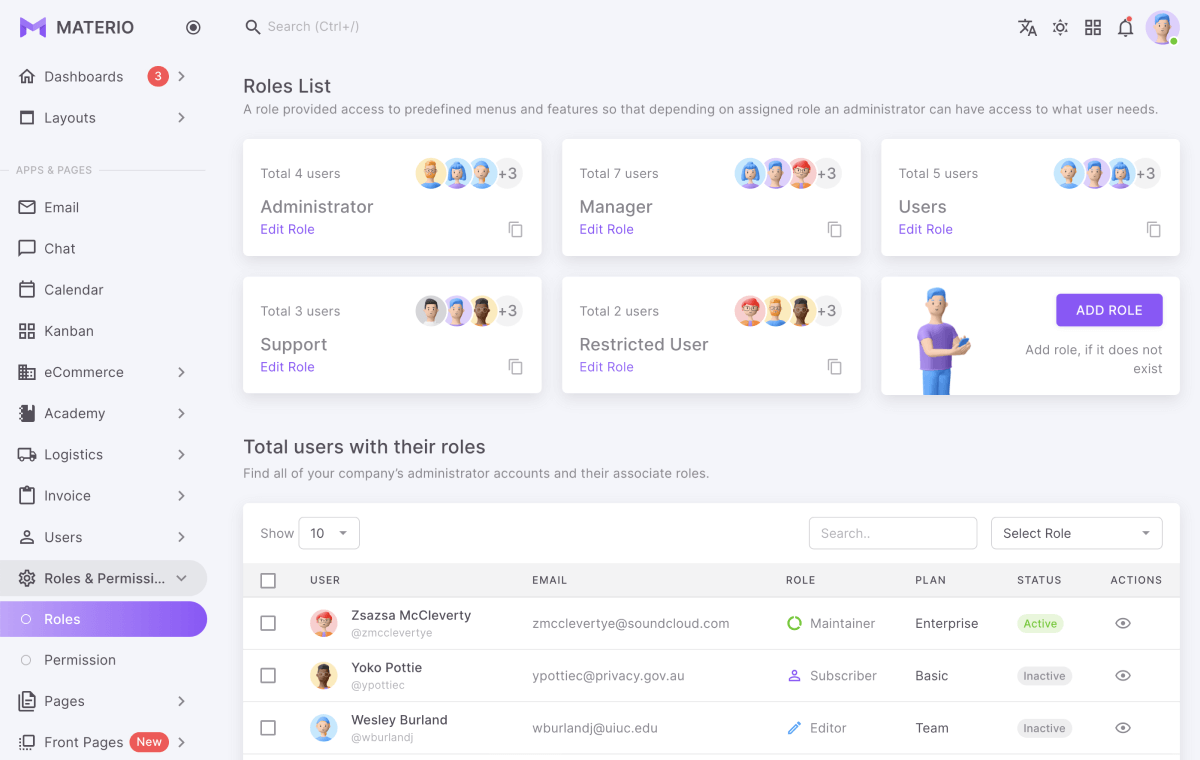 MATERIO
Search (Ctrl+/)
Dashboards 3
Layouts
APPS & PAGES
Email
Chat
Calendar
Kanban
eCommerce
Academy
Logistics
Invoice
Users
Roles & Permissi...
Roles
Permission
Pages
Front Pages New
Roles List
A role provided access to predefined menus and features so that depending on assigned role an administrator can have access to what user needs.
Total 4 users +3
Administrator
Edit Role
Total 7 users +3
Manager
Edit Role
Total 5 users +3
Users
Edit Role
Total 3 users +3
Support
Edit Role
Total 2 users +3
Restricted User
Edit Role
ADD ROLE
Add role, if it does not
exist
Total users with their roles
Find all of your company’s administrator accounts and their associate roles.
Show 10 Search.. Select Role
USER EMAIL ROLE PLAN STATUS ACTIONS
Zsazsa McCleverty
@zmcclevertye
zmcclevertye@soundcloud.com Maintainer Enterprise Active
Yoko Pottie
@ypottiec
ypottiec@privacy.gov.au Subscriber Basic Inactive
Wesley Burland
@wburlandj
wburlandj@uiuc.edu Editor Team Inactive